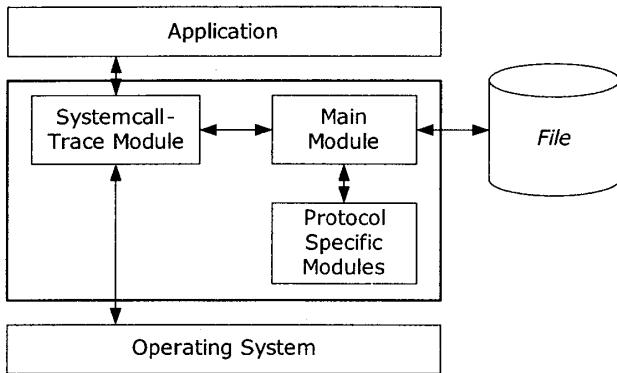 Application
Systemcall-
Trace Module
Main
Module
File
Protocol
Specific
Modules
Operating System